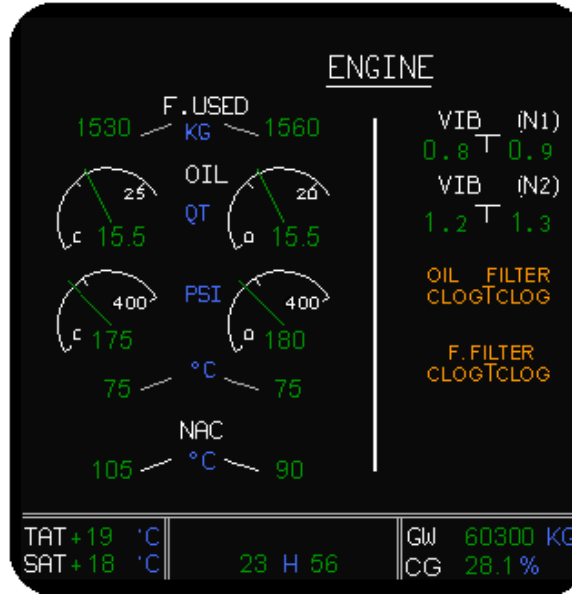 ENGINE
F.USED
1530 KG 1560
VIB (N1)
0.8 0.9
OIL
25 20
QT
15.5 15.5
VIB (N2)
1.2 1.3
PSI
400 400
175 180
OIL FILTER
CLOG CLOG
°C
75 75
F.FILTER
CLOG CLOG
NAC
°C
105 90
TAT +19 °C
GW 60300 KG
SAT +18 °C
23 H 56
CG 28.1 %